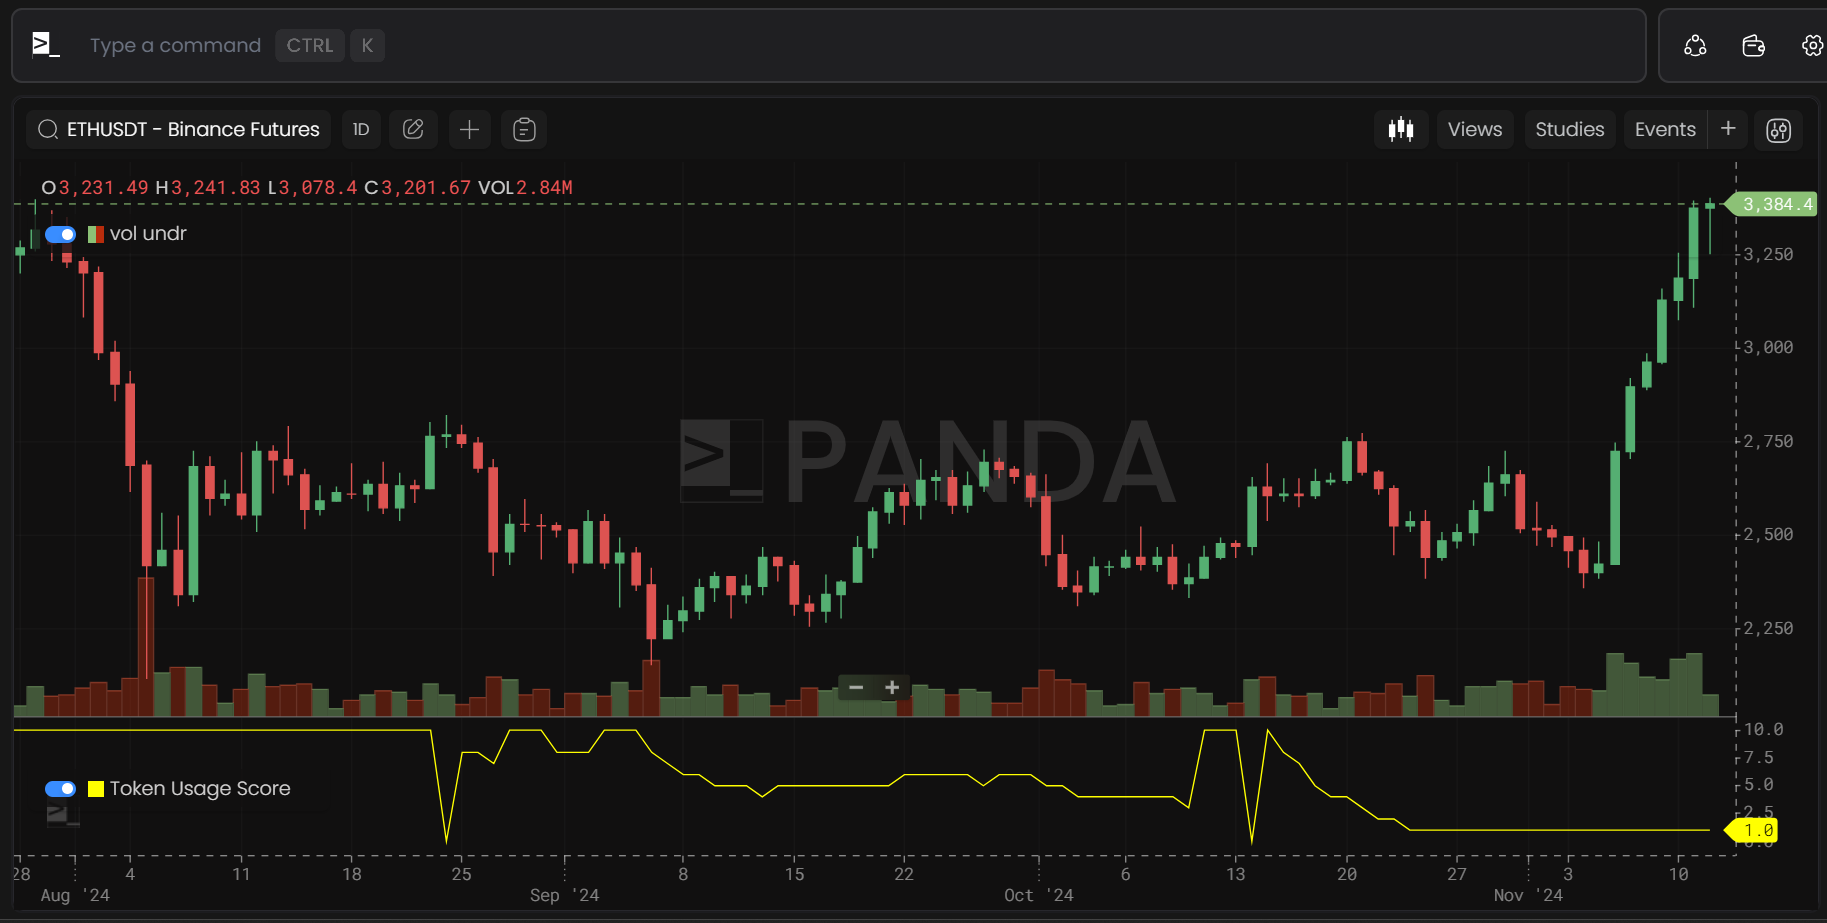 >_ Type a command CTRL K
ETHUSDT - Binance Futures 1D Views Studies Events +
O3,231.49 H3,241.83 L3,078.4 C3,201.67 VOL2.84M
3,384.4
vol undr
3,250
3,000
2,750
>_ PANDA
2,500
2,250
− +
10.0
7.5
Token Usage Score
5.0
2.5
1.0
28 4 11 18 25 8 15 22 6 13 20 27 3 10
Aug '24 Sep '24 Oct '24 Nov '24